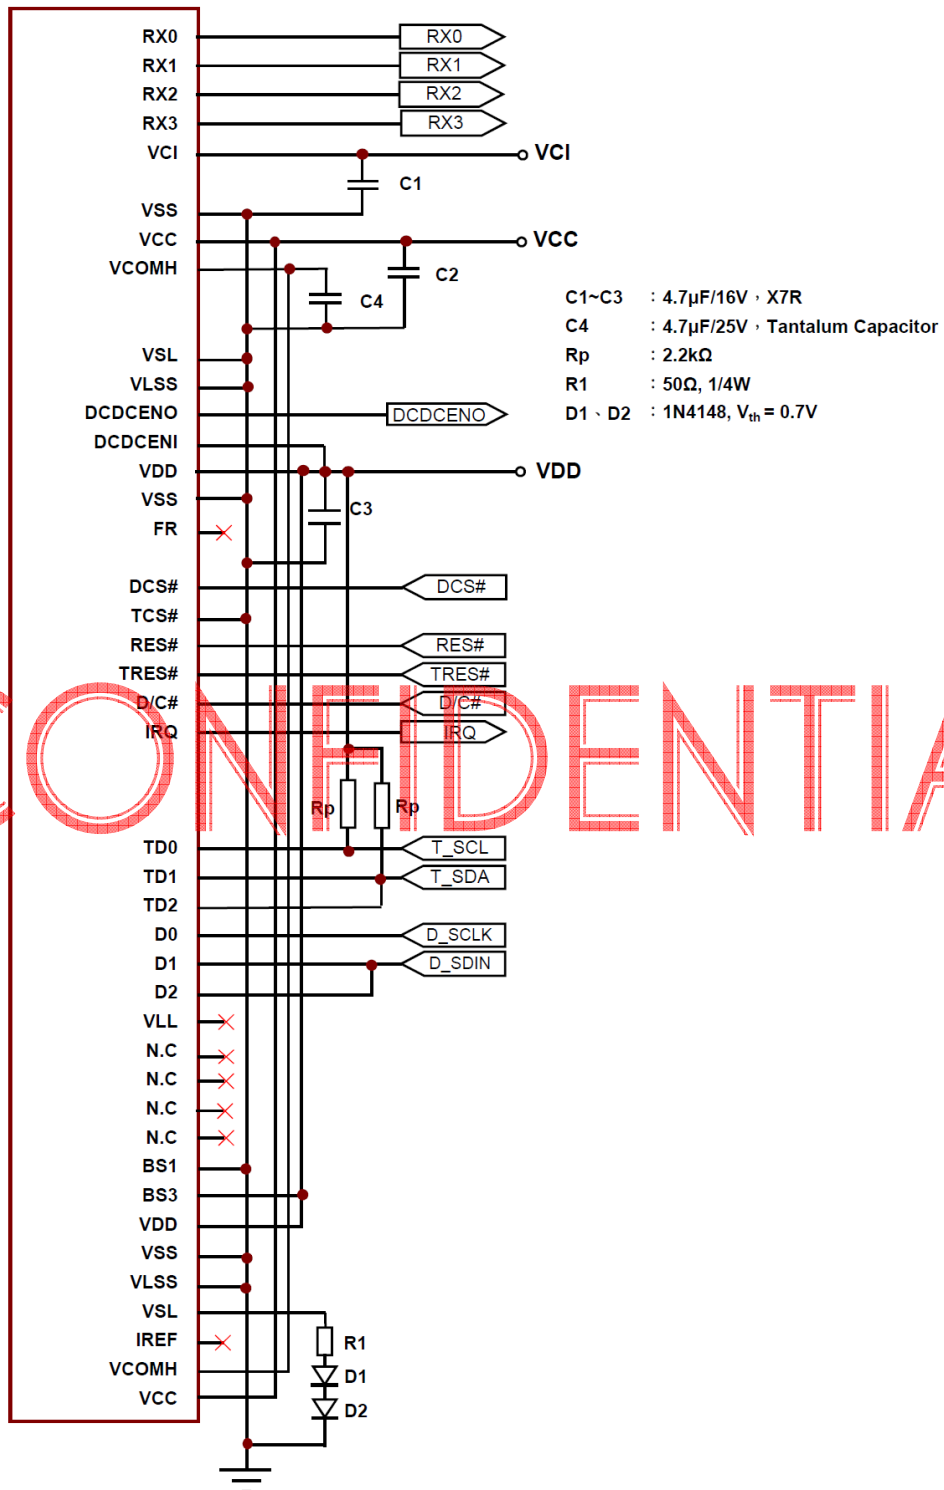 RX0 RX0
RX1 RX1
RX2 RX2
RX3 RX3
VCI VCI
C1
VSS
VCC VCC
VCOMH
C2
C4
C1~C3 : 4.7µF/16V,X7R
C4 : 4.7µF/25V,Tantalum Capacitor
VSL
Rp : 2.2kΩ
VLSS
R1 : 50Ω, 1/4W
DCDCENO DCDCENO
D1、D2 : 1N4148, Vth = 0.7V
DCDCENI
VDD VDD
VSS
C3
FR
DCS# DCS#
TCS#
RES# RES#
TRES# TRES#
D/C# D/C#
IRQ IRQ
CONFIDENTIA
Rp Rp
TD0 T_SCL
TD1 T_SDA
TD2
D0 D_SCLK
D1 D_SDIN
D2
VLL
N.C
N.C
N.C
N.C
BS1
BS3
VDD
VSS
VLSS
VSL
IREF R1
VCOMH D1
VCC D2